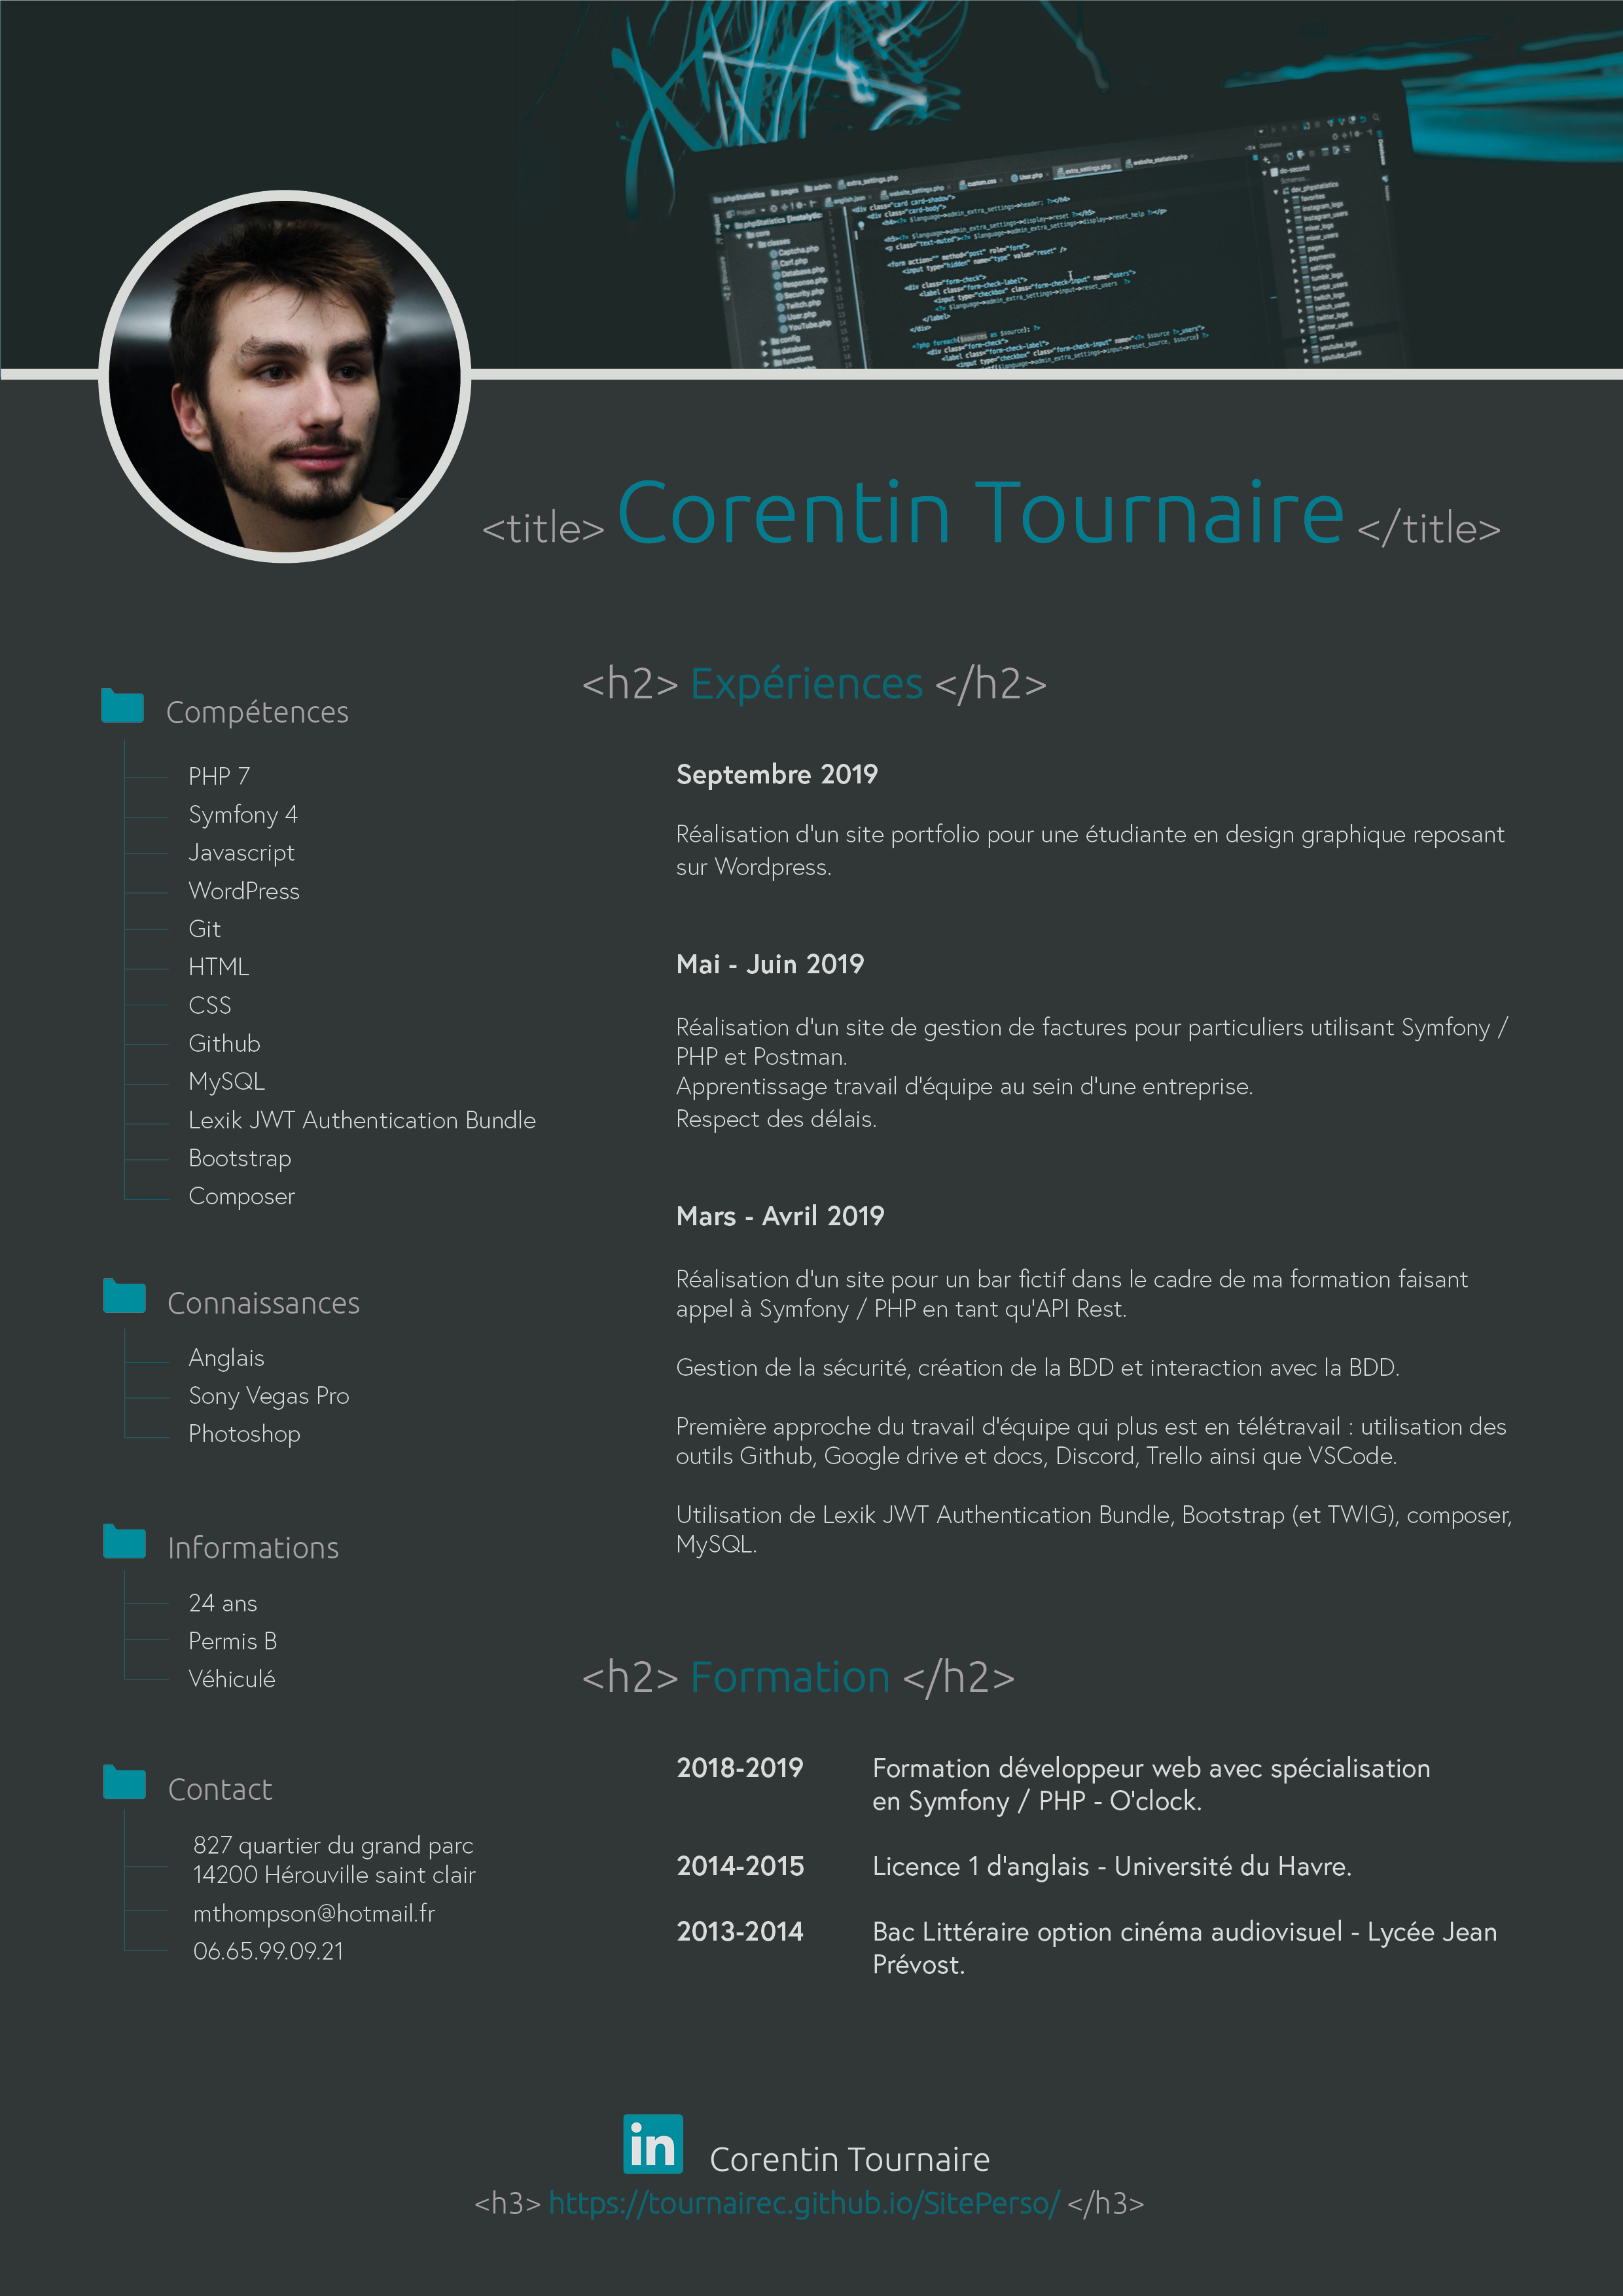 <title> Corentin Tournaire </title>
Compétences
PHP 7
Symfony 4
Javascript
WordPress
Git
HTML
CSS
Github
MySQL
Lexik JWT Authentication Bundle
Bootstrap
Composer
Connaissances
Anglais
Sony Vegas Pro
Photoshop
Informations
24 ans
Permis B
Véhiculé
Contact
827 quartier du grand parc
14200 Hérouville saint clair
mthompson@hotmail.fr
06.65.99.09.21
<h2> Expériences </h2>
Septembre 2019
Réalisation d'un site portfolio pour une étudiante en design graphique reposant
sur Wordpress.
Mai - Juin 2019
Réalisation d'un site de gestion de factures pour particuliers utilisant Symfony /
PHP et Postman.
Apprentissage travail d'équipe au sein d'une entreprise.
Respect des délais.
Mars - Avril 2019
Réalisation d'un site pour un bar fictif dans le cadre de ma formation faisant
appel à Symfony / PHP en tant qu'API Rest.
Gestion de la sécurité, création de la BDD et interaction avec la BDD.
Première approche du travail d'équipe qui plus est en télétravail : utilisation des
outils Github, Google drive et docs, Discord, Trello ainsi que VSCode.
Utilisation de Lexik JWT Authentication Bundle, Bootstrap (et TWIG), composer,
MySQL.
<h2> Formation </h2>
2018-2019 Formation développeur web avec spécialisation
en Symfony / PHP - O'clock.
2014-2015 Licence 1 d'anglais - Université du Havre.
2013-2014 Bac Littéraire option cinéma audiovisuel - Lycée Jean
Prévost.
in Corentin Tournaire
<h3> https://tournairec.github.io/SitePerso/ </h3>